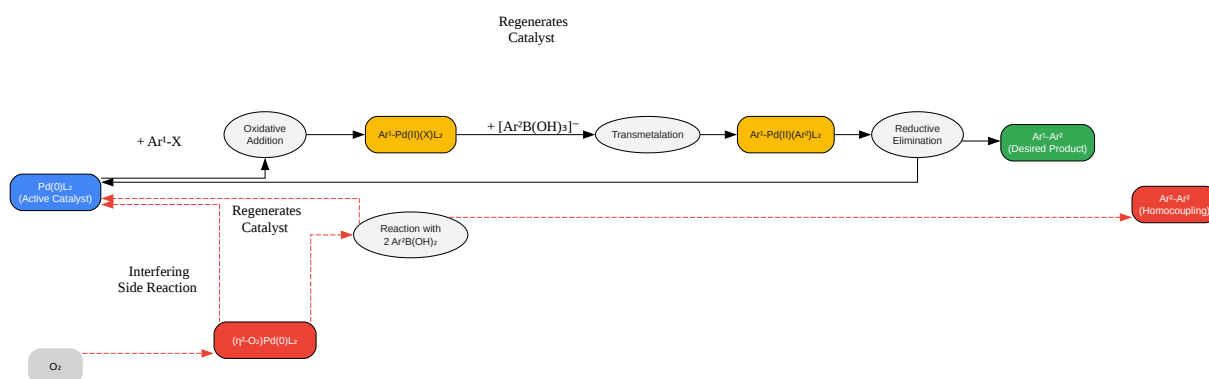 Regenerates
Catalyst
+ Ar¹-X
Oxidative
Addition
Ar¹-Pd(II)(X)L₂
+ [Ar²B(OH)₃]⁻
Transmetalation
Ar¹-Pd(II)(Ar²)L₂
Reductive
Elimination
Ar¹-Ar²
(Desired Product)
Pd(0)L₂
(Active Catalyst)
Regenerates
Catalyst
Reaction with
2 Ar²B(OH)₂
Ar²-Ar²
(Homocoupling)
Interfering
Side Reaction
(η²-O₂)Pd(0)L₂
O₂